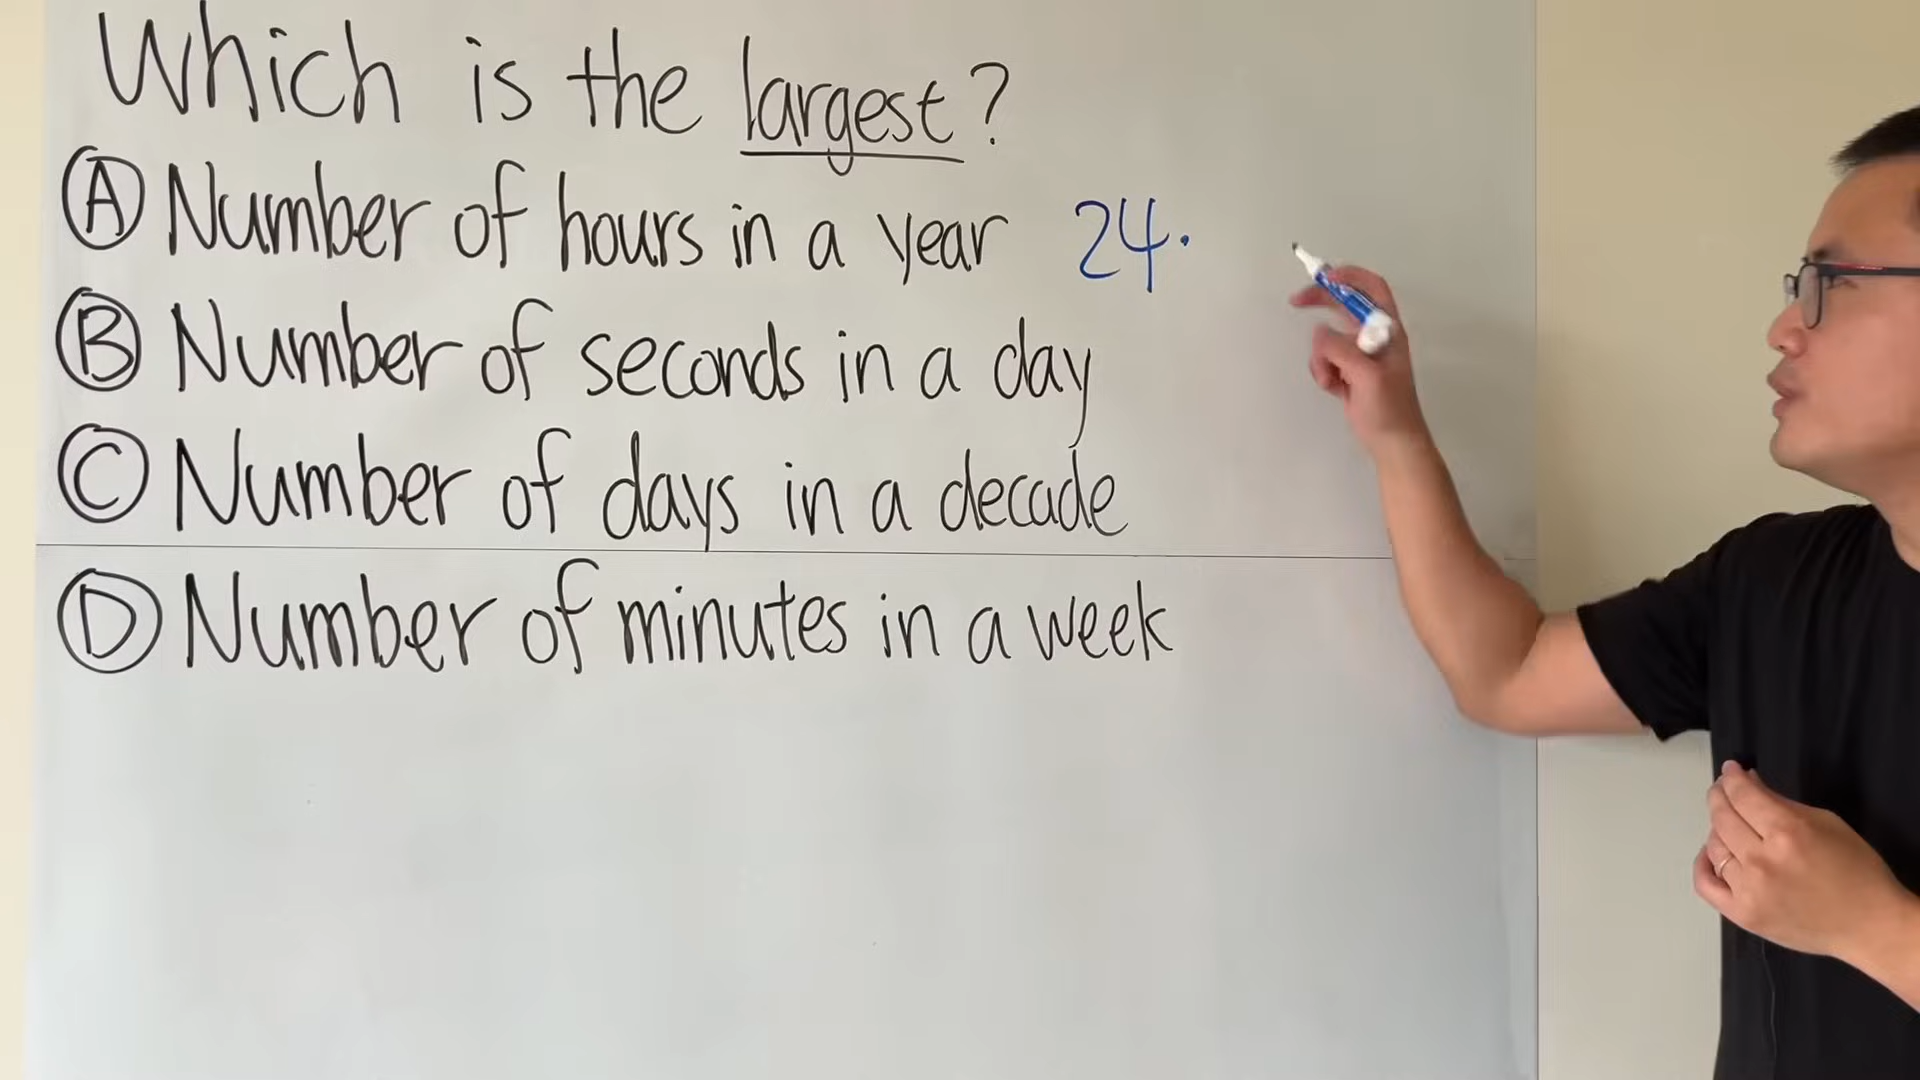 Which is the largest?
Ⓐ Number of hours in a year 24·
Ⓑ Number of seconds in a day
Ⓒ Number of days in a decade
Ⓓ Number of minutes in a week